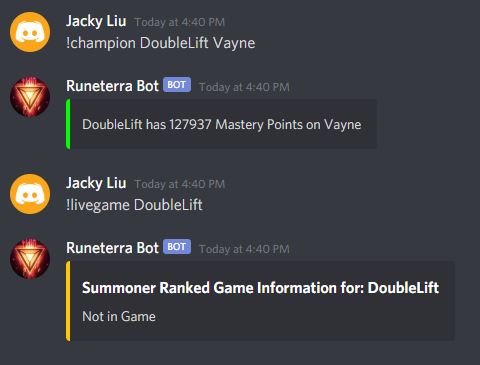 Jacky Liu Today at 4:40 PM
!champion DoubleLift Vayne
Runeterra Bot BOT Today at 4:40 PM
DoubleLift has 127937 Mastery Points on Vayne
Jacky Liu Today at 4:40 PM
!livegame DoubleLift
Runeterra Bot BOT Today at 4:40 PM
Summoner Ranked Game Information for: DoubleLift
Not in Game